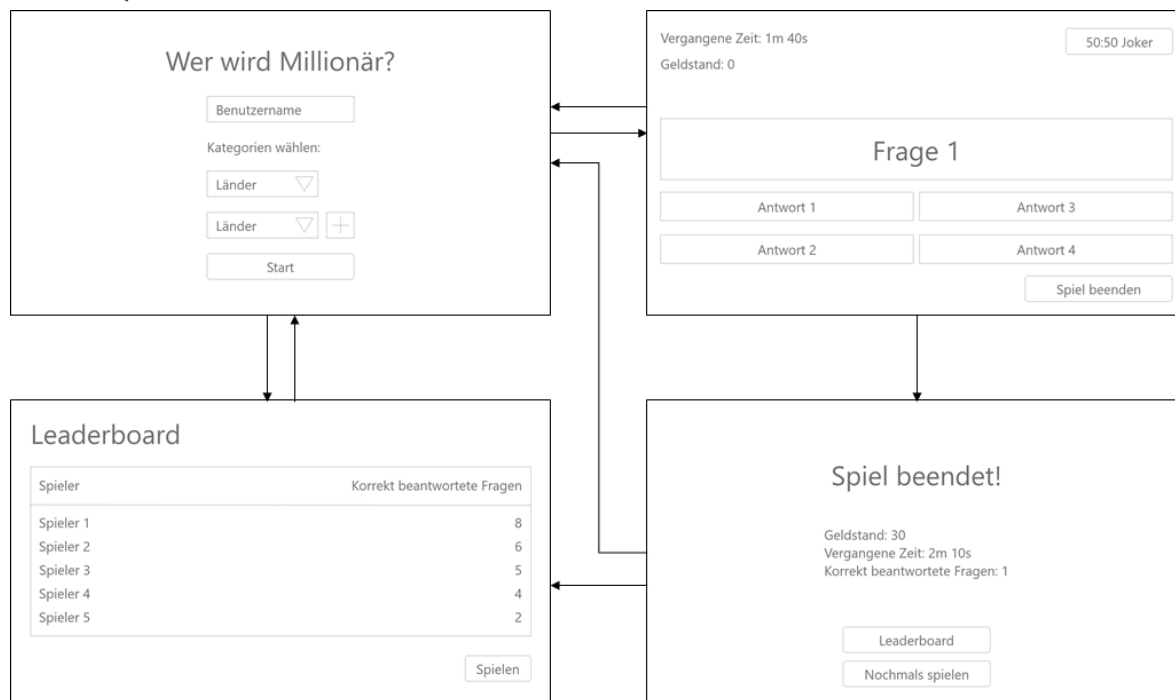 Wer wird Millionär?
Benutzername
Kategorien wählen:
Länder
Länder
Start
Vergangene Zeit: 1m 40s
50:50 Joker
Geldstand: 0
Frage 1
Antwort 1
Antwort 3
Antwort 2
Antwort 4
Spiel beenden
Leaderboard
Spieler
Korrekt beantwortete Fragen
Spieler 1
8
Spieler 2
6
Spieler 3
5
Spieler 4
4
Spieler 5
2
Spielen
Spiel beendet!
Geldstand: 30
Vergangene Zeit: 2m 10s
Korrekt beantwortete Fragen: 1
Leaderboard
Nochmals spielen